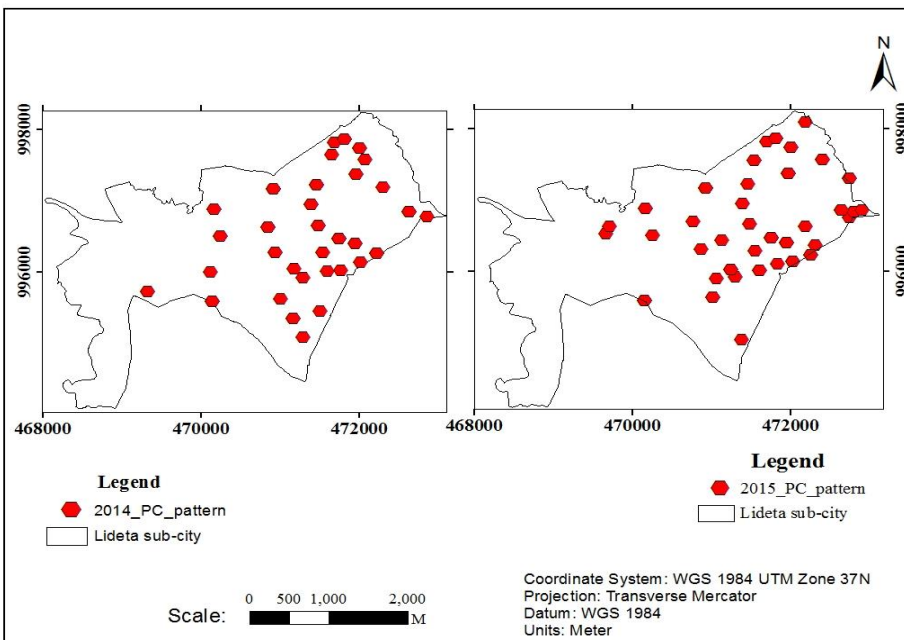 N
998000
996000
468000 470000 472000
998000
996000
468000 470000 472000
Legend
2014_PC_pattern
Lideta sub-city
Legend
2015_PC_pattern
Lideta sub-city
Scale:
0 500 1,000 2,000
M
Coordinate System: WGS 1984 UTM Zone 37N
Projection: Transverse Mercator
Datum: WGS 1984
Units: Meter